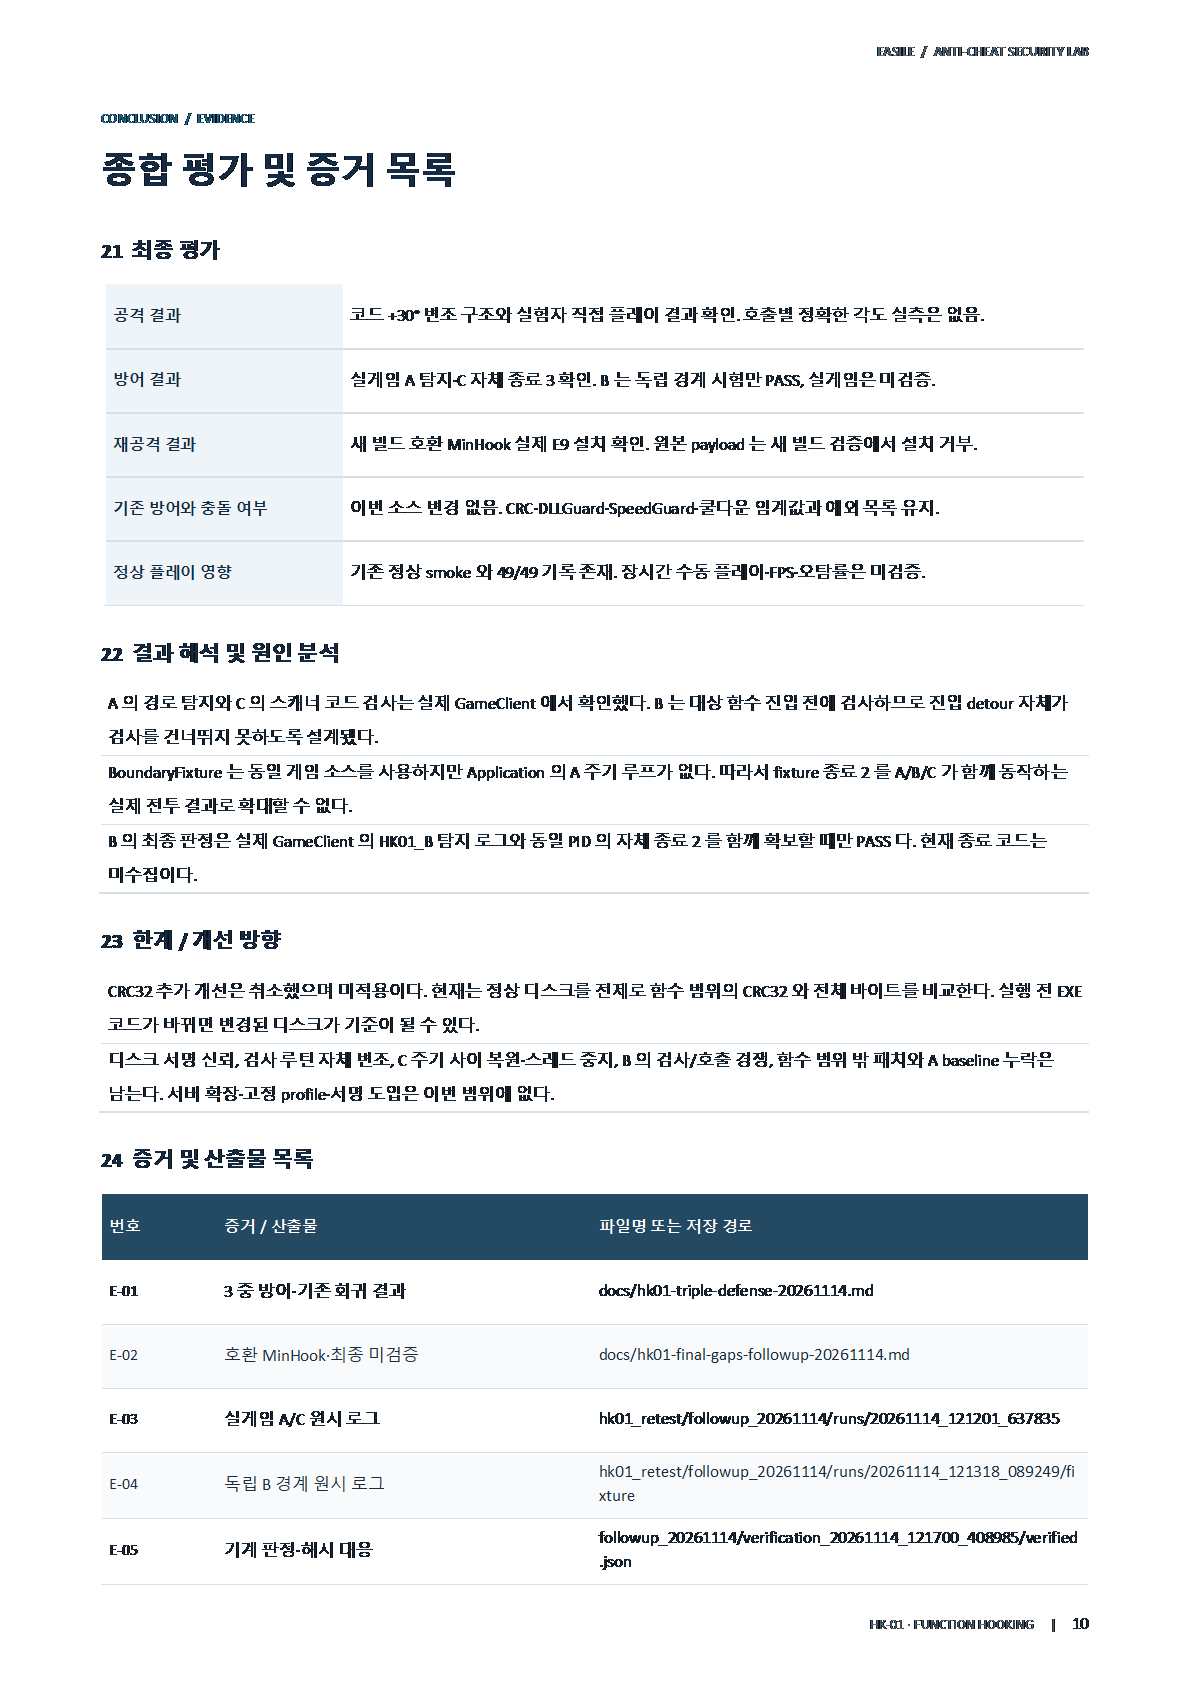 EASILE / ANTI-CHEAT SECURITY LAB
CONCLUSION / EVIDENCE
종합 평가 및 증거 목록
21 최종 평가
공격 결과 코드 +30° 변조 구조와 실험자 직접 플레이 결과 확인. 호출별 정확한 각도 실측은 없음.
방어 결과 실게임 A 탐지·C 자체 종료 3 확인. B 는 독립 경계 시험만 PASS, 실게임은 미검증.
재공격 결과 새 빌드 호환 MinHook 실제 E9 설치 확인. 원본 payload 는 새 빌드 검증에서 설치 거부.
기존 방어와 충돌 여부 이번 소스 변경 없음. CRC·DLLGuard·SpeedGuard·쿨다운 임계값과 예외 목록 유지.
정상 플레이 영향 기존 정상 smoke 와 49/49 기록 존재. 장시간 수동 플레이·FPS·오탐률은 미검증.
22 결과 해석 및 원인 분석
A 의 경로 탐지와 C 의 스캐너 코드 검사는 실제 GameClient 에서 확인했다. B 는 대상 함수 진입 전에 검사하므로 진입 detour 자체가
검사를 건너뛰지 못하도록 설계됐다.
BoundaryFixture 는 동일 게임 소스를 사용하지만 Application 의 A 주기 루프가 없다. 따라서 fixture 종료 2 를 A/B/C 가 함께 동작하는
실제 전투 결과로 확대할 수 없다.
B 의 최종 판정은 실제 GameClient 의 HK01_B 탐지 로그와 동일 PID 의 자체 종료 2 를 함께 확보할 때만 PASS 다. 현재 종료 코드는
미수집이다.
23 한계 / 개선 방향
CRC32 추가 개선은 취소했으며 미적용이다. 현재는 정상 디스크를 전제로 함수 범위의 CRC32 와 전체 바이트를 비교한다. 실행 전 EXE
코드가 바뀌면 변경된 디스크가 기준이 될 수 있다.
디스크 서명 신뢰, 검사 루틴 자체 변조, C 주기 사이 복원·스레드 중지, B 의 검사/호출 경쟁, 함수 범위 밖 패치와 A baseline 누락은
남는다. 서버 확장·고정 profile·서명 도입은 이번 범위에 없다.
24 증거 및 산출물 목록
번호 증거 / 산출물 파일명 또는 저장 경로
E-01 3 중 방어·기존 회귀 결과 docs/hk01-triple-defense-20261114.md
E-02 호환 MinHook·최종 미검증 docs/hk01-final-gaps-followup-20261114.md
E-03 실게임 A/C 원시 로그 hk01_retest/followup_20261114/runs/20261114_121201_637835
E-04 독립 B 경계 원시 로그 hk01_retest/followup_20261114/runs/20261114_121318_089249/fi
xture
E-05 기계 판정·해시 대응 followup_20261114/verification_20261114_121700_408985/verified
.json
HK-01 · FUNCTION HOOKING | 10